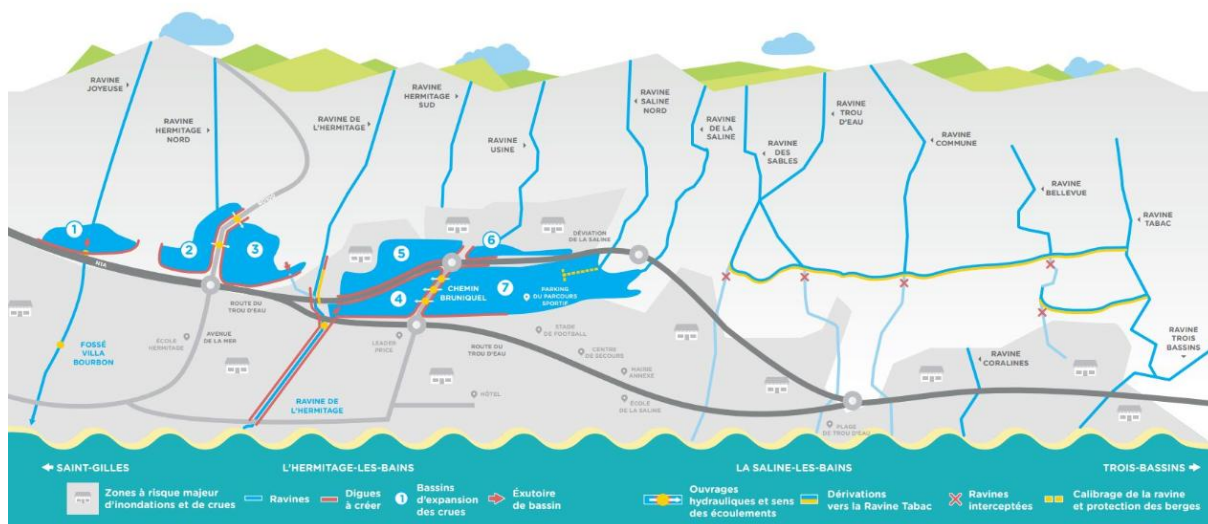 RAVINE
JOYEUSE
RAVINE
HERMITAGE
NORD
RAVINE DE
L'HERMITAGE
RAVINE
HERMITAGE
SUD
RAVINE
USINE
RAVINE
SALINE
NORD
RAVINE
DE LA
SALINE
RAVINE
DES
SABLES
RAVINE
TROU
D'EAU
RAVINE
COMMUNE
RAVINE
BELLEVUE
RAVINE
TABAC
1
2
3
5
6
4
7
DÉVIATION
DE LA SALINE
N1A
CHEMIN
BRUNIQUEL
PARKING
DU PARCOURS
SPORTIF
ROUTE DU
TROU D'EAU
ÉCOLE
HERMITAGE
AVENUE
DE LA MER
LEADER
PRICE
ROUTE DU
TROU D'EAU
STADE
DE FOOTBALL
CENTRE
DE SECOURS
MAIRIE
ANNEXE
ÉCOLE
DE LA SALINE
HÔTEL
FOSSÉ
VILLA
BOURBON
RAVINE DE
L'HERMITAGE
PLAGE
DE TROU D'EAU
RAVINE
CORALINES
RAVINE
TROIS
BASSINS
SAINT-GILLES
L'HERMITAGE-LES-BAINS
LA SALINE-LES-BAINS
TROIS-BASSINS
Zones à risque majeur
d'inondations et de crues
Ravines
Digues
à créer
1
Bassins
d'expansion
des crues
Éxutoire
de bassin
Ouvrages
hydrauliques et sens
des écoulements
Dérivations
vers la Ravine Tabac
Ravines
interceptées
Calibrage de la ravine
et protection des berges